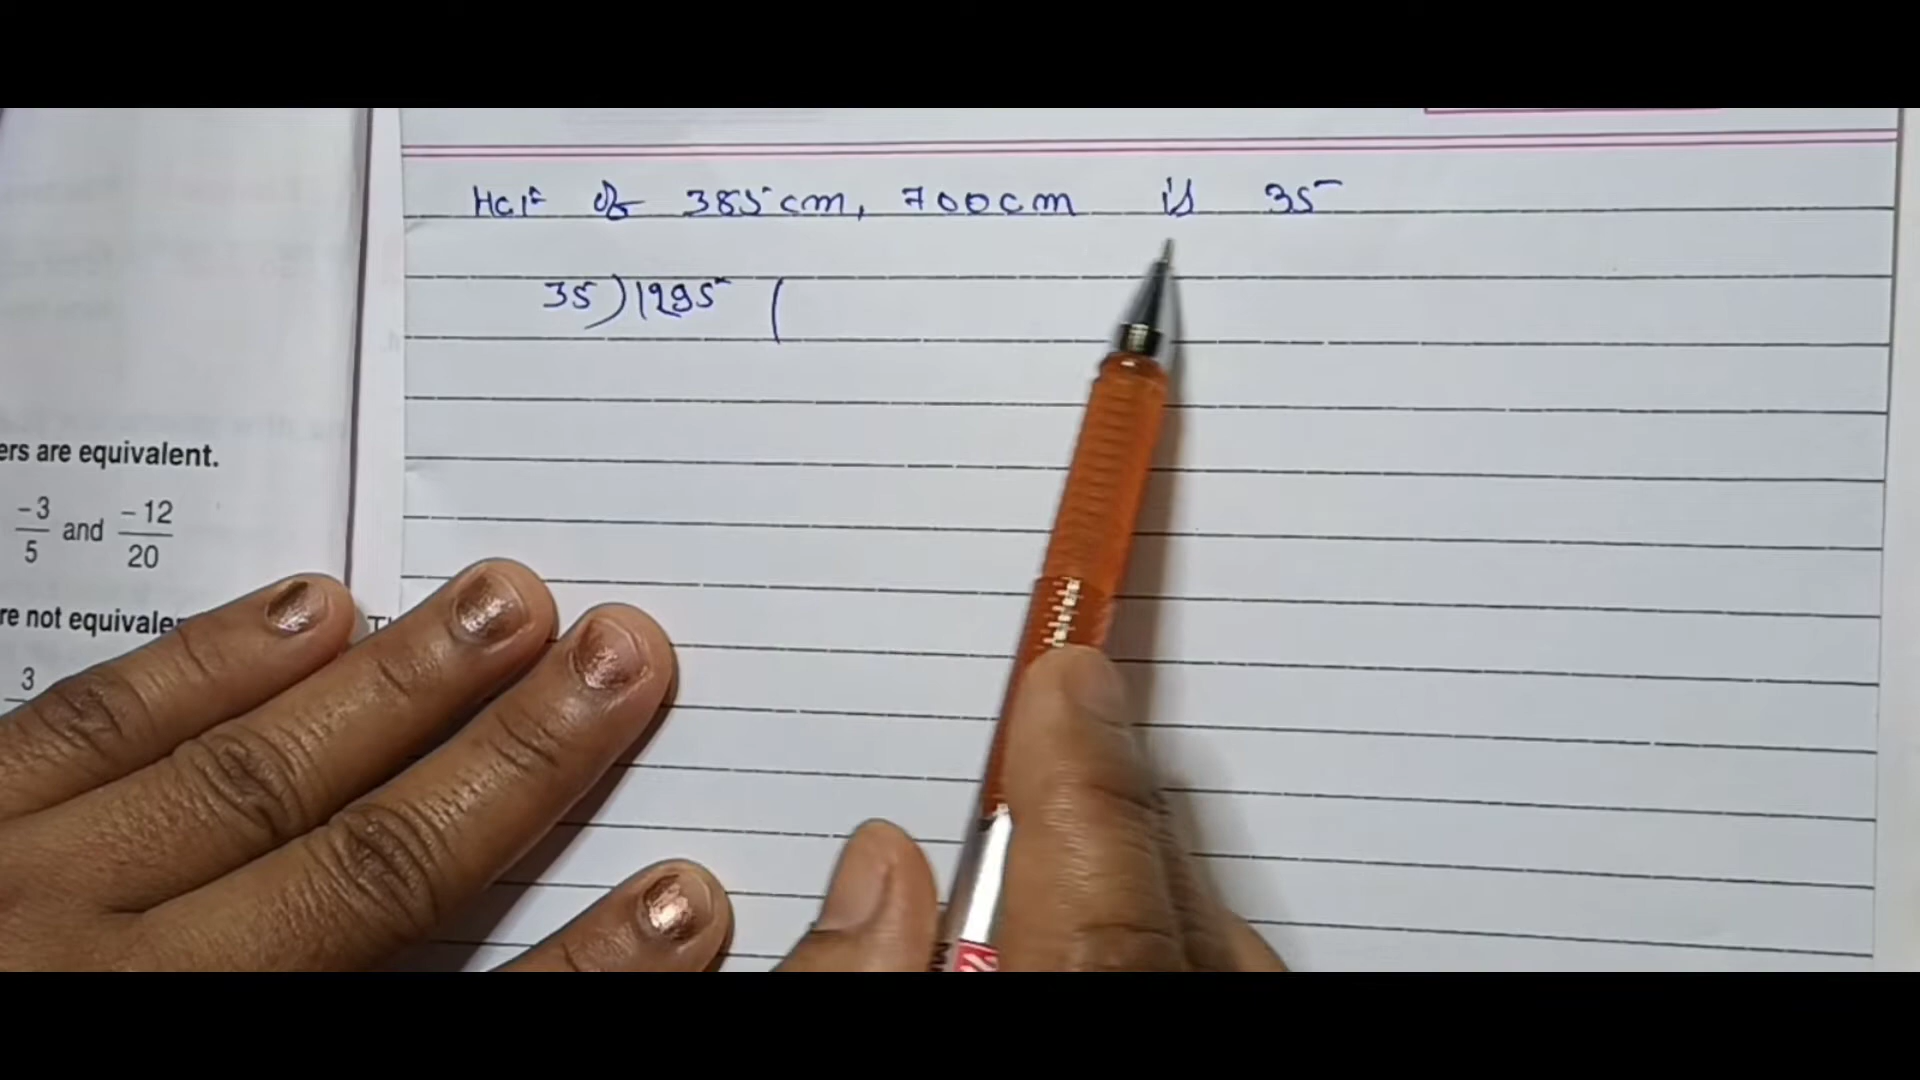 HCF of 385 cm, 700 cm is 35
35 ) 1295 (
ers are equivalent.
-3/5 and -12/20
re not equivale
3